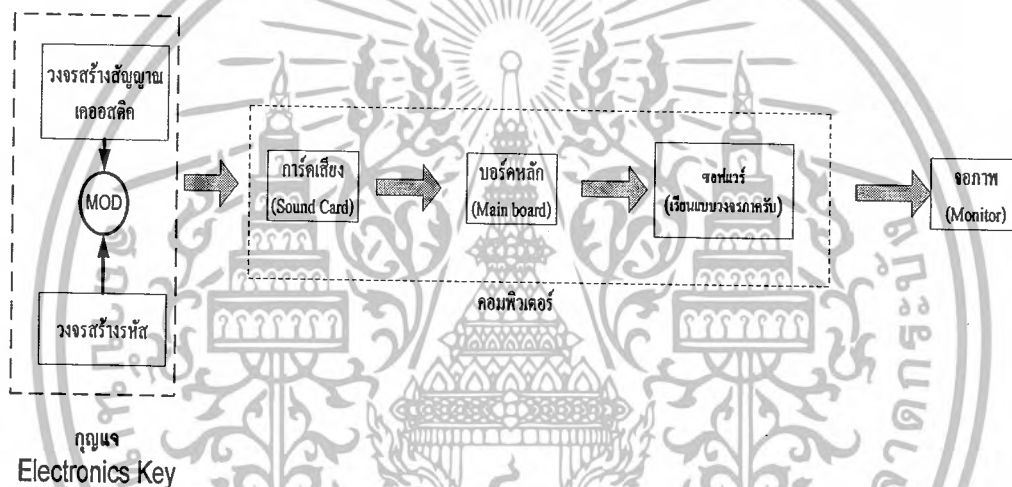 วงจรสร้างสัญญาณ
เคออสติค
MOD
วงจรสร้างรหัส
กุญแจ
Electronics Key
การ์ดเสียง
(Sound Card)
บอร์ดหลัก
(Main board)
ซอฟแวร์
(เรียนแบบวงจรภาครับ)
คอมพิวเตอร์
จอภาพ
(Monitor)